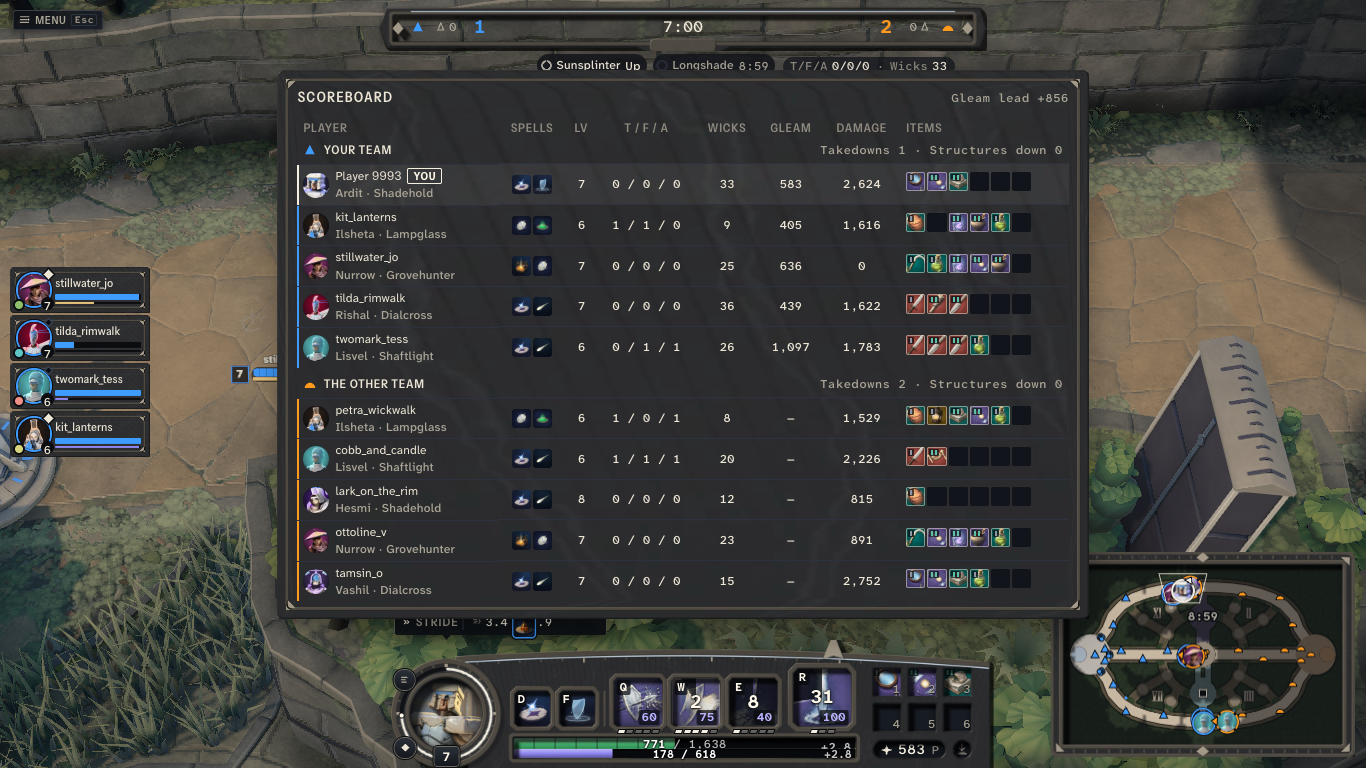 MENU Esc
Δ 0 1 7:00 2 0 Δ
Sunsplinter Up Longshade 8:59 T/F/A 0/0/0 · Wicks 33
SCOREBOARD Gleam lead +856
PLAYER SPELLS LV T / F / A WICKS GLEAM DAMAGE ITEMS
YOUR TEAM Takedowns 1 · Structures down 0
Player 9993 YOU
Ardit · Shadehold 7 0 / 0 / 0 33 583 2,624
kit_lanterns
Ilsheta · Lampglass 6 1 / 1 / 0 9 405 1,616
stillwater_jo
Nurrow · Grovehunter 7 0 / 0 / 0 25 636 0
tilda_rimwalk
Rishal · Dialcross 7 0 / 0 / 0 36 439 1,622
twomark_tess
Lisvel · Shaftlight 6 0 / 1 / 1 26 1,097 1,783
THE OTHER TEAM Takedowns 2 · Structures down 0
petra_wickwalk
Ilsheta · Lampglass 6 1 / 0 / 1 8 – 1,529
cobb_and_candle
Lisvel · Shaftlight 6 1 / 1 / 1 20 – 2,226
lark_on_the_rim
Hesmi · Shadehold 8 0 / 0 / 0 12 – 815
ottoline_v
Nurrow · Grovehunter 7 0 / 0 / 0 23 – 891
tamsin_o
Vashil · Dialcross 7 0 / 0 / 0 15 – 2,752
stillwater_jo
7
tilda_rimwalk
7
twomark_tess
6
kit_lanterns
6
7 sti
8:59
XI II
VII III
» STRIDE 3.4 .9
D F Q 60 W 2 75 E 8 40 R 31 100
1 2 3
4 5 6
771 / 1,638 +2.8
178 / 618 +2.8
7
583 P